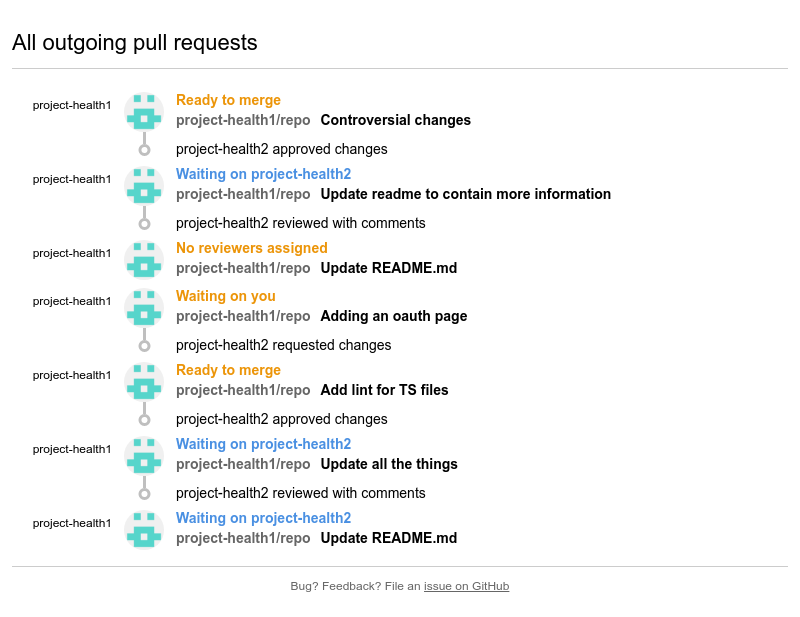 All outgoing pull requests
project-health1
Ready to merge
project-health1/repo Controversial changes
project-health2 approved changes
project-health1
Waiting on project-health2
project-health1/repo Update readme to contain more information
project-health2 reviewed with comments
project-health1
No reviewers assigned
project-health1/repo Update README.md
project-health1
Waiting on you
project-health1/repo Adding an oauth page
project-health2 requested changes
project-health1
Ready to merge
project-health1/repo Add lint for TS files
project-health2 approved changes
project-health1
Waiting on project-health2
project-health1/repo Update all the things
project-health2 reviewed with comments
project-health1
Waiting on project-health2
project-health1/repo Update README.md
Bug? Feedback? File an issue on GitHub